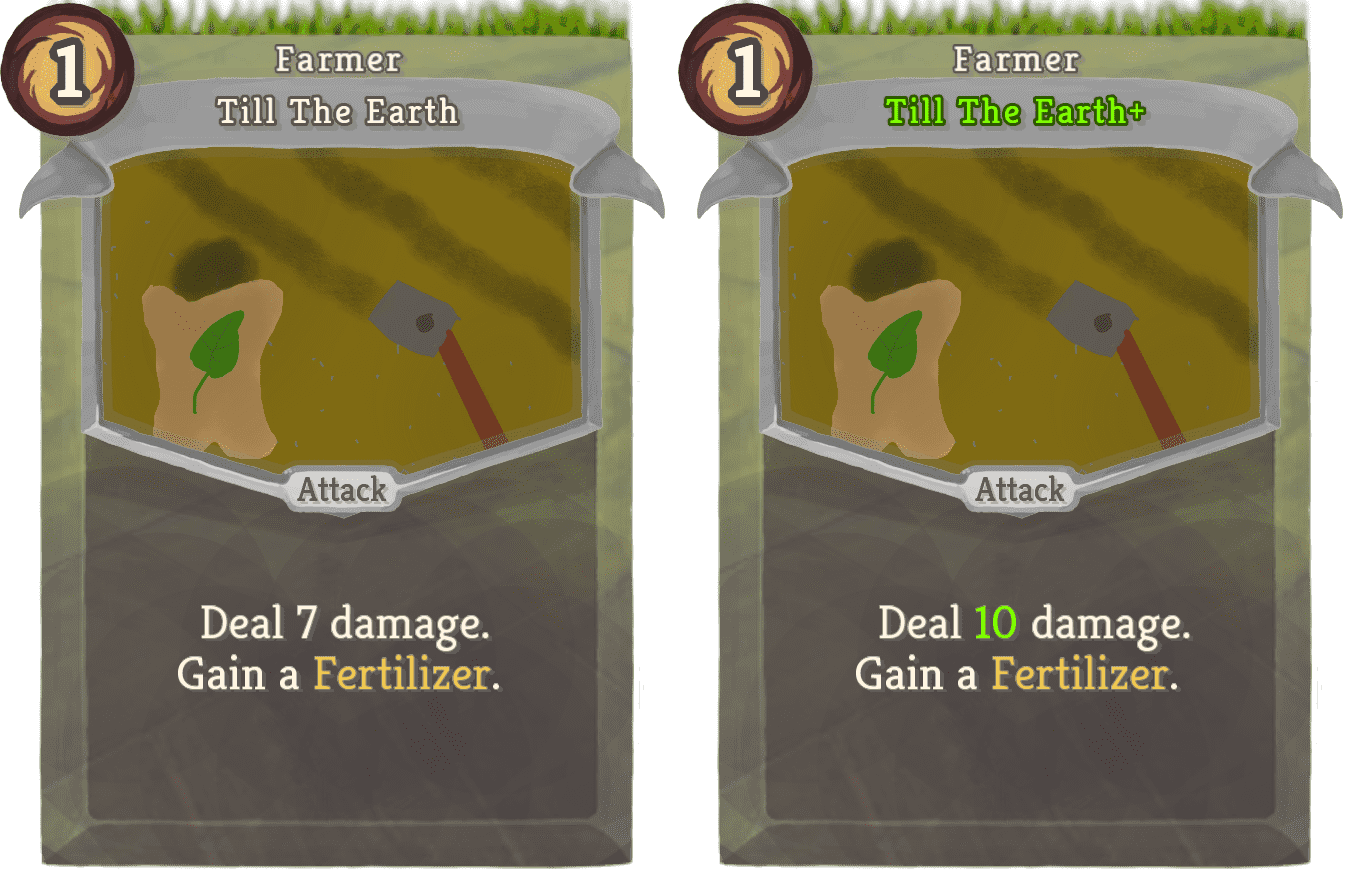 1
Farmer
Till The Earth
Attack
Deal 7 damage.
Gain a Fertilizer.
1
Farmer
Till The Earth+
Attack
Deal 10 damage.
Gain a Fertilizer.